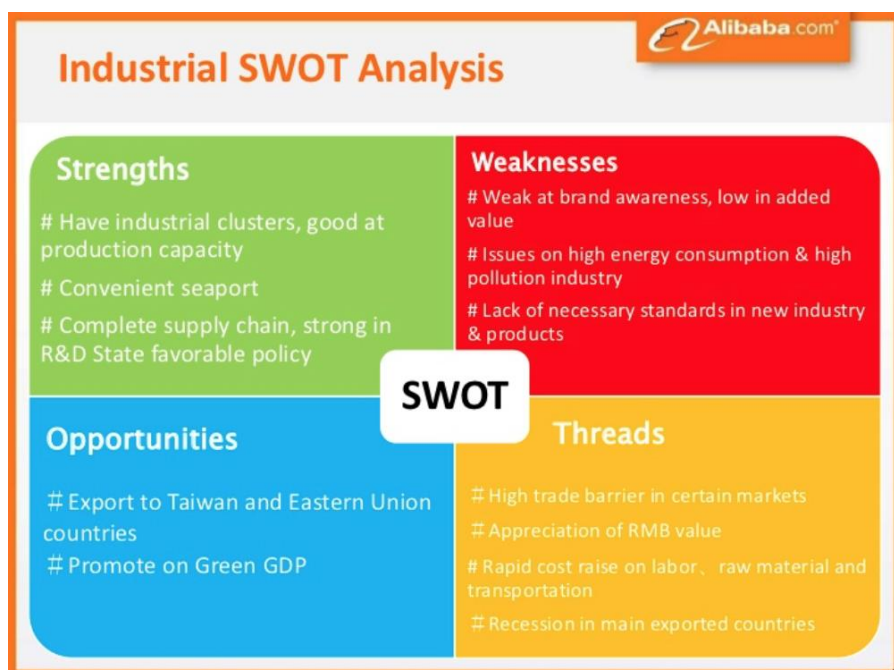 Alibaba.com®
Industrial SWOT Analysis
Strengths
# Have industrial clusters, good at
production capacity
# Convenient seaport
# Complete supply chain, strong in
R&D State favorable policy
Weaknesses
# Weak at brand awareness, low in added
value
# Issues on high energy consumption & high
pollution industry
# Lack of necessary standards in new industry
& products
SWOT
Opportunities
#Export to Taiwan and Eastern Union
countries
#Promote on Green GDP
Threads
#High trade barrier in certain markets
#Appreciation of RMB value
# Rapid cost raise on labor、raw material and
transportation
#Recession in main exported countries